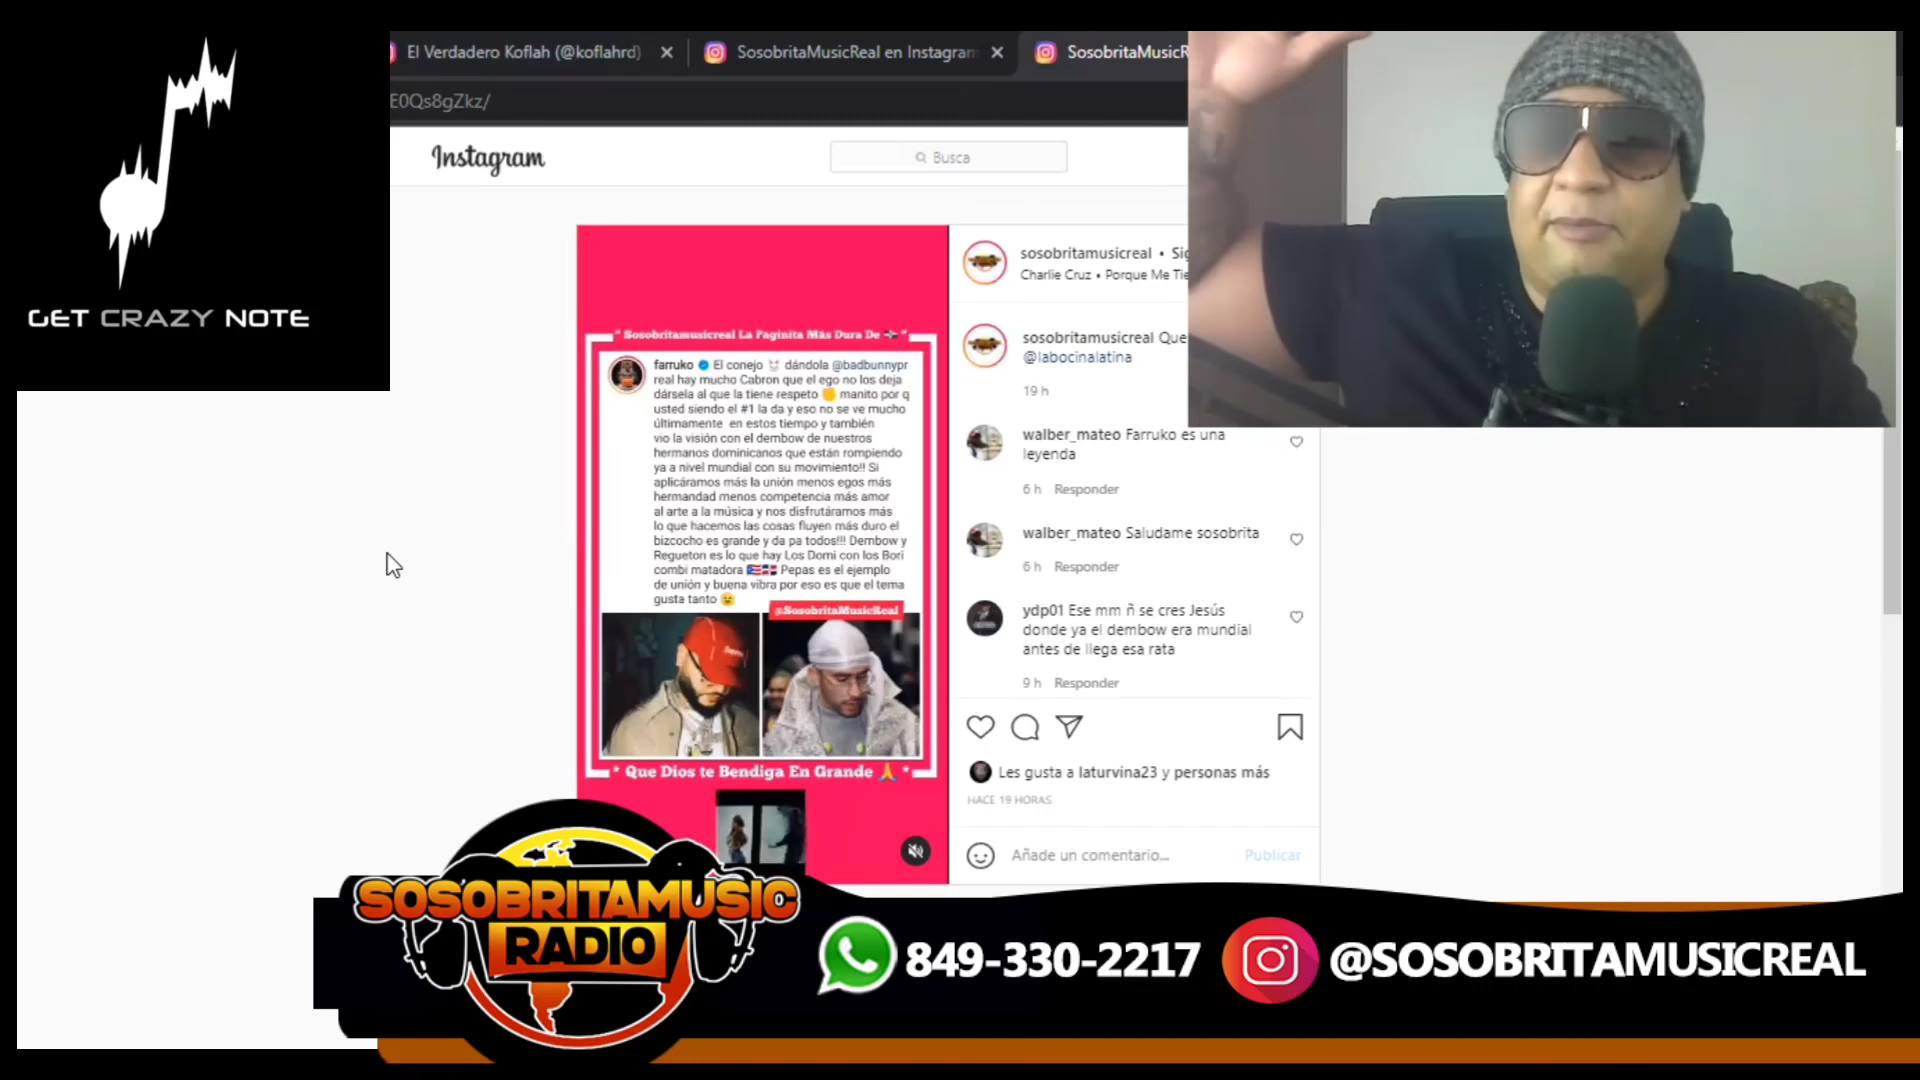 GET CRAZY NOTE
El Verdadero Koflah (@koflahrd)
SosobritaMusicReal en Instagram
SosobritaMusicR
E0Qs8gZkz/
Instagram
Busca
" Sosobritamusicreal La Paginita Más Dura De 🇩🇴 "
farruko El conejo 🐰 dándola @badbunnypr
real hay mucho Cabron que el ego no los deja
dársela al que la tiene respeto 👊 manito por q
usted siendo el #1 la da y eso no se ve mucho
últimamente en estos tiempo y también
vio la visión con el dembow de nuestros
hermanos dominicanos que están rompiendo
ya a nivel mundial con su movimiento!! Si
aplicáramos más la unión menos egos más
hermandad menos competencia más amor
al arte a la música y nos disfrutáramos más
lo que hacemos las cosas fluyen más duro el
bizcocho es grande y da pa todos!!! Dembow y
Regueton es lo que hay Los Domi con los Bori
combi matadora 🇵🇷🇩🇴 Pepas es el ejemplo
de unión y buena vibra por eso es que el tema
gusta tanto 😉
@SosobritaMusicReal
* Que Dios te Bendiga En Grande 🙏 *
sosobritamusicreal • Sig
Charlie Cruz • Porque Me Tie
sosobritamusicreal Que
@labocinalatina
19 h
walber_mateo Farruko es una
leyenda
6 h Responder
walber_mateo Saludame sosobrita
6 h Responder
ydp01 Ese mm ñ se cres Jesús
donde ya el dembow era mundial
antes de llega esa rata
9 h Responder
Les gusta a laturvina23 y personas más
HACE 19 HORAS
Añade un comentario...
Publicar
SOSOBRITAMUSIC
RADIO
849-330-2217
@SOSOBRITAMUSICREAL